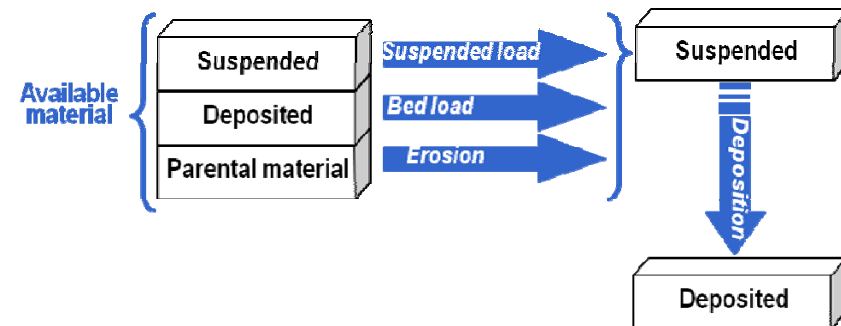 Available
material
Suspended
Deposited
Parental material
Suspended load
Bed load
Erosion
Suspended
Deposition
Deposited